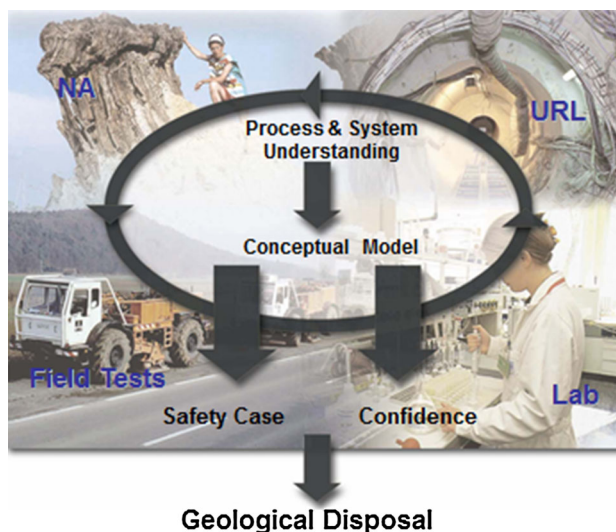 NA
URL
Process & System
Understanding
Conceptual Model
Field Tests
Lab
Safety Case Confidence
Geological Disposal